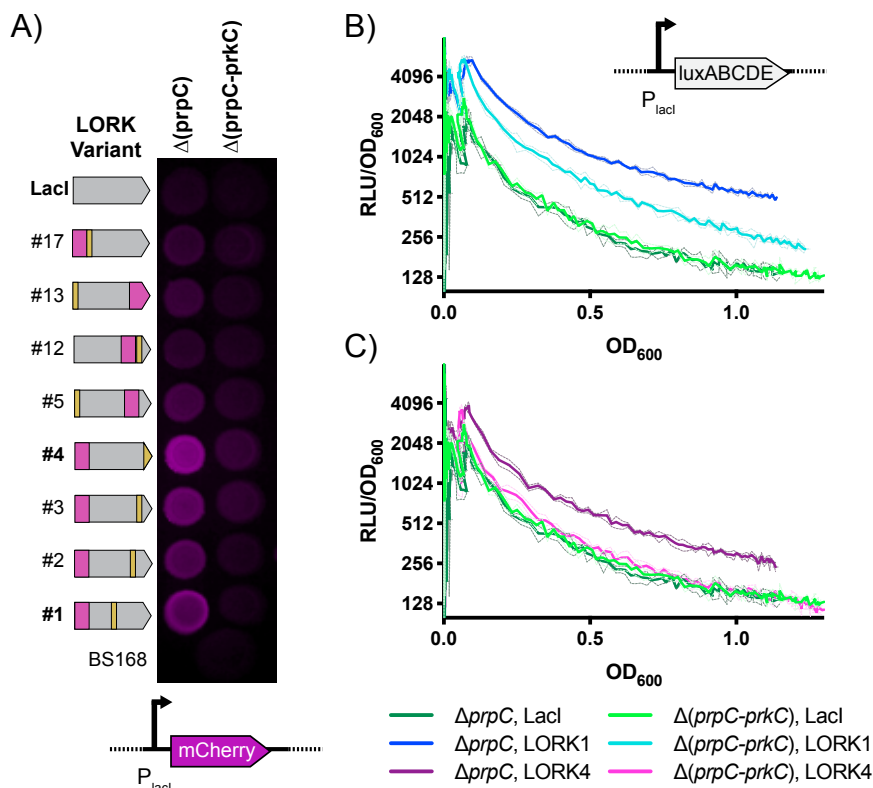 A)
Δ(prpC)
Δ(prpC-prkC)
LORK
Variant
LacI
#17
#13
#12
#5
#4
#3
#2
#1
BS168
mCherry
P_lacI
B)
RLU/OD600
4096
2048
1024
512
256
128
0.0 0.5 1.0
OD600
luxABCDE
P_lacI
C)
RLU/OD600
4096
2048
1024
512
256
128
0.0 0.5 1.0
OD600
ΔprpC, LacI Δ(prpC-prkC), LacI
ΔprpC, LORK1 Δ(prpC-prkC), LORK1
ΔprpC, LORK4 Δ(prpC-prkC), LORK4